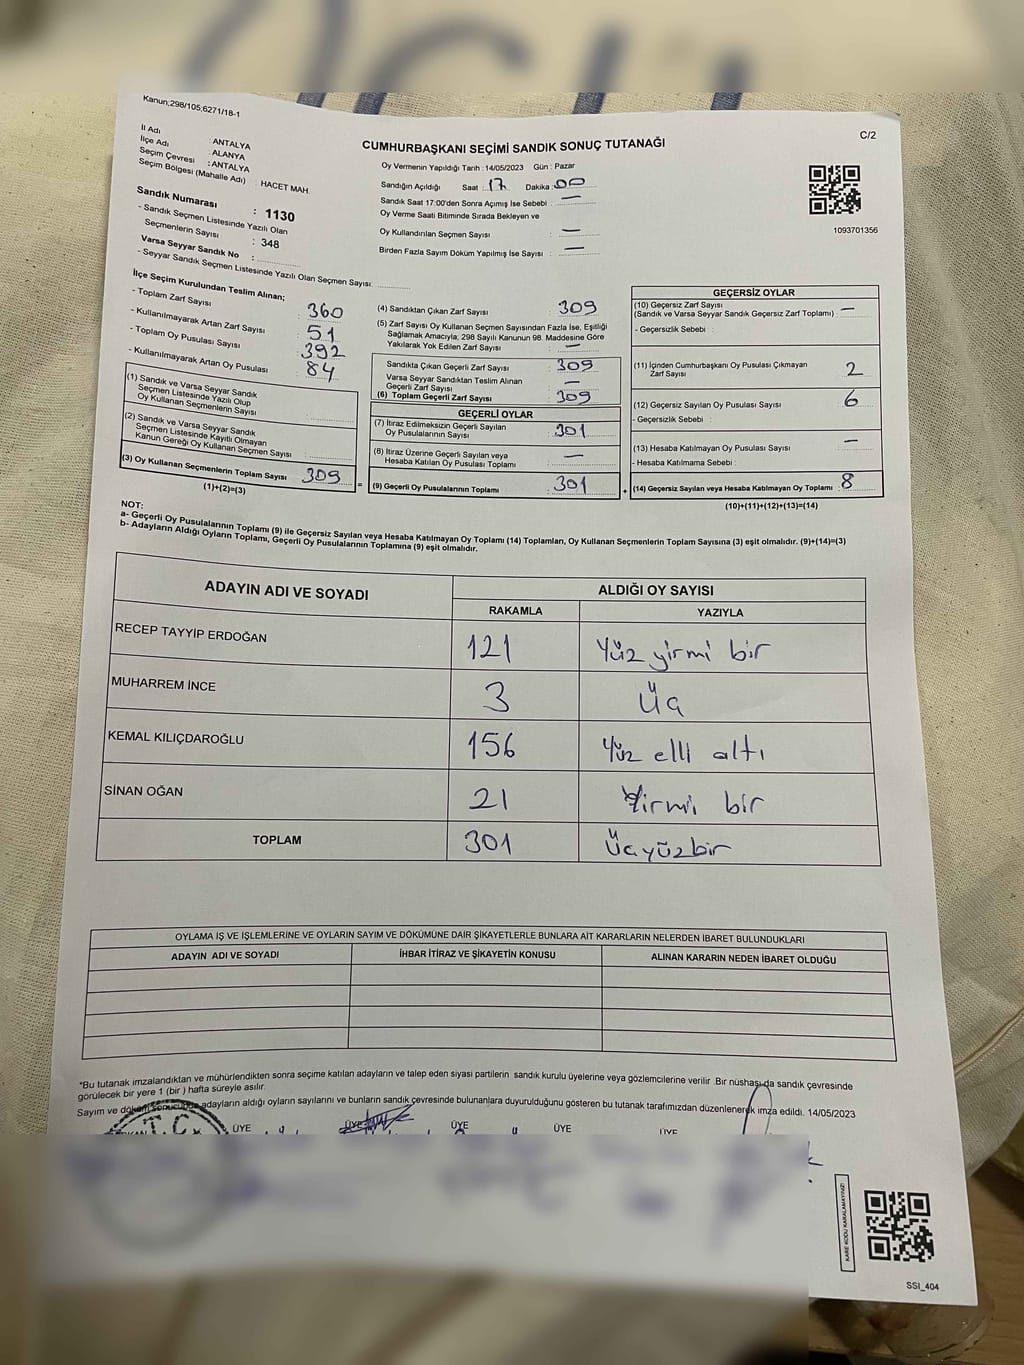 Kanun;298/105;6271/18-1
C/2
CUMHURBAŞKANI SEÇİMİ SANDIK SONUÇ TUTANAĞI
İl Adı : ANTALYA
İlçe Adı : ALANYA
Seçim Çevresi : ANTALYA
Seçim Bölgesi (Mahalle Adı) : HACET MAH.
Sandık Numarası : 1130
- Sandık Seçmen Listesinde Yazılı Olan
Seçmenlerin Sayısı : 348
Varsa Seyyar Sandık No :
- Seyyar Sandık Seçmen Listesinde Yazılı Olan Seçmen Sayısı:
Oy Vermenin Yapıldığı Tarih : 14/05/2023 Gün : Pazar
Sandığın Açıldığı Saat : 17 Dakika : 00
Sandık Saat 17:00'den Sonra Açımış İse Sebebi : —
Oy Verme Saati Bitiminde Sırada Bekleyen ve
Oy Kullandırılan Seçmen Sayısı : —
Birden Fazla Sayım Döküm Yapılmış İse Sayısı : —
1093701356
İlçe Seçim Kurulundan Teslim Alınan;
- Toplam Zarf Sayısı 360
- Kullanılmayarak Artan Zarf Sayısı 51
- Toplam Oy Pusulası Sayısı 392
- Kullanılmayarak Artan Oy Pusulası 84
(1) Sandık ve Varsa Seyyar Sandık
Seçmen Listesinde Yazılı Olup
Oy Kullanan Seçmenlerin Sayısı
(2) Sandık ve Varsa Seyyar Sandık
Seçmen Listesinde Kayıtlı Olmayan
Kanun Gereği Oy Kullanan Seçmen Sayısı
(3) Oy Kullanan Seçmenlerin Toplam Sayısı 309 =
(1)+(2)=(3)
(4) Sandıktan Çıkan Zarf Sayısı 309
(5) Zarf Sayısı Oy Kullanan Seçmen Sayısından Fazla İse, Eşitliği
Sağlamak Amacıyla, 298 Sayılı Kanunun 98. Maddesine Göre
Yakılarak Yok Edilen Zarf Sayısı —
Sandıkta Çıkan Geçerli Zarf Sayısı 309
Varsa Seyyar Sandıktan Teslim Alınan
Geçerli Zarf Sayısı —
(6) Toplam Geçerli Zarf Sayısı 309
GEÇERLİ OYLAR
(7) İtiraz Edilmeksizin Geçerli Sayılan
Oy Pusulalarının Sayısı 301
(8) İtiraz Üzerine Geçerli Sayılan veya
Hesaba Katılan Oy Pusulası Toplamı —
(9) Geçerli Oy Pusulalarının Toplamı 301 +
GEÇERSİZ OYLAR
(10) Geçersiz Zarf Sayısı
(Sandık ve Varsa Seyyar Sandık Geçersiz Zarf Toplamı) —
- Geçersizlik Sebebi :
(11) İçinden Cumhurbaşkanı Oy Pusulası Çıkmayan
Zarf Sayısı 2
(12) Geçersiz Sayılan Oy Pusulası Sayısı 6
- Geçersizlik Sebebi :
(13) Hesaba Katılmayan Oy Pusulası Sayısı —
- Hesaba Katılmama Sebebi :
(14) Geçersiz Sayılan veya Hesaba Katılmayan Oy Toplamı 8
(10)+(11)+(12)+(13)=(14)
NOT:
a- Geçerli Oy Pusulalarının Toplamı (9) ile Geçersiz Sayılan veya Hesaba Katılmayan Oy Toplamı (14) Toplamları, Oy Kullanan Seçmenlerin Toplam Sayısına (3) eşit olmalıdır. (9)+(14)=(3)
b- Adayların Aldığı Oyların Toplamı, Geçerli Oy Pusulalarının Toplamına (9) eşit olmalıdır.
ADAYIN ADI VE SOYADI ALDIĞI OY SAYISI
RAKAMLA YAZIYLA
RECEP TAYYİP ERDOĞAN 121 Yüz yirmi bir
MUHARREM İNCE 3 Üç
KEMAL KILIÇDAROĞLU 156 Yüz elli altı
SİNAN OĞAN 21 Yirmi bir
TOPLAM 301 Üçyüzbir
OYLAMA İŞ VE İŞLEMLERİNE VE OYLARIN SAYIM VE DÖKÜMÜNE DAİR ŞİKAYETLERLE BUNLARA AİT KARARLARIN NELERDEN İBARET BULUNDUKLARI
ADAYIN ADI VE SOYADI İHBAR İTİRAZ VE ŞİKAYETİN KONUSU ALINAN KARARIN NEDEN İBARET OLDUĞU
*Bu tutanak imzalandıktan ve mühürlendikten sonra seçime katılan adayların ve talep eden siyasi partilerin sandık kurulu üyelerine veya gözlemcilerine verilir .Bir nüshası da sandık çevresinde
görülecek bir yere 1 (bir ) hafta süreyle asılır.
Sayım ve döküm sonucunda adayların aldığı oyların sayılarını ve bunların sandık çevresinde bulunanlara duyurulduğunu gösteren bu tutanak tarafımızdan düzenlenerek imza edildi. 14/05/2023
T.C. ÜYE ÜYE ÜYE ÜYE ÜYE
KARE KODU KARALAMAYINIZ!
SSI_404